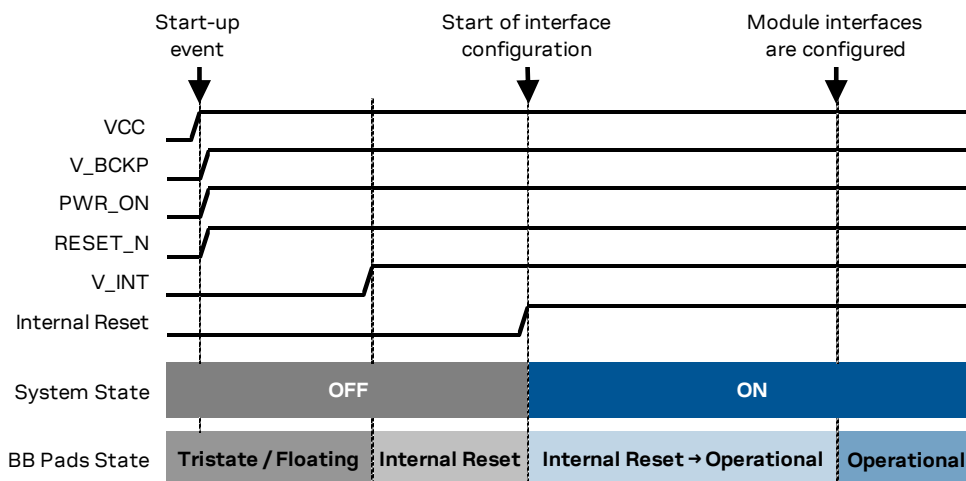 Start-up
event
Start of interface
configuration
Module interfaces
are configured
VCC
V_BCKP
PWR_ON
RESET_N
V_INT
Internal Reset
System State
OFF
ON
BB Pads State
Tristate / Floating
Internal Reset
Internal Reset → Operational
Operational